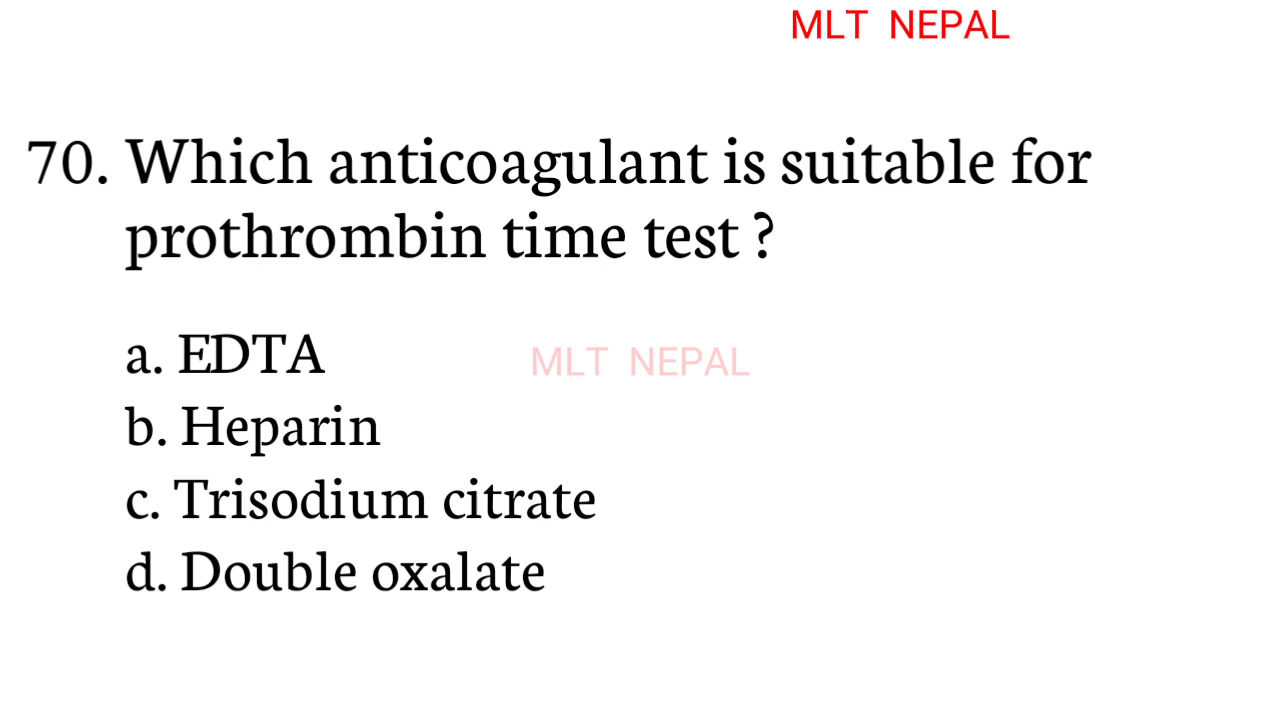 MLT NEPAL
70. Which anticoagulant is suitable for
prothrombin time test ?
a. EDTA
MLT NEPAL
b. Heparin
c. Trisodium citrate
d. Double oxalate